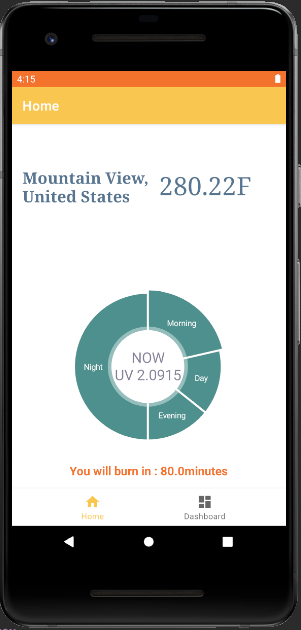 4:15
Home
Mountain View,
United States
280.22F
Morning
Night
NOW
UV 2.0915
Day
Evening
You will burn in : 80.0minutes
Home
Dashboard